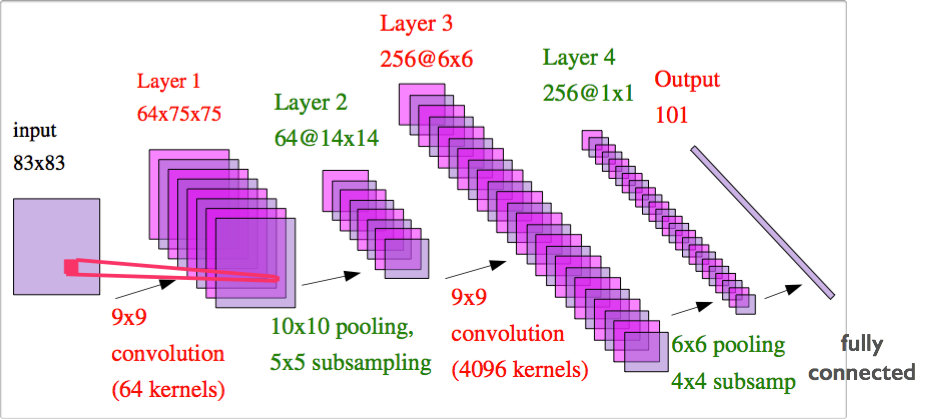 input
83x83
Layer 1
64x75x75
9x9
convolution
(64 kernels)
Layer 2
64@14x14
10x10 pooling,
5x5 subsampling
Layer 3
256@6x6
9x9
convolution
(4096 kernels)
Layer 4
256@1x1
6x6 pooling
4x4 subsamp
Output
101
fully
connected